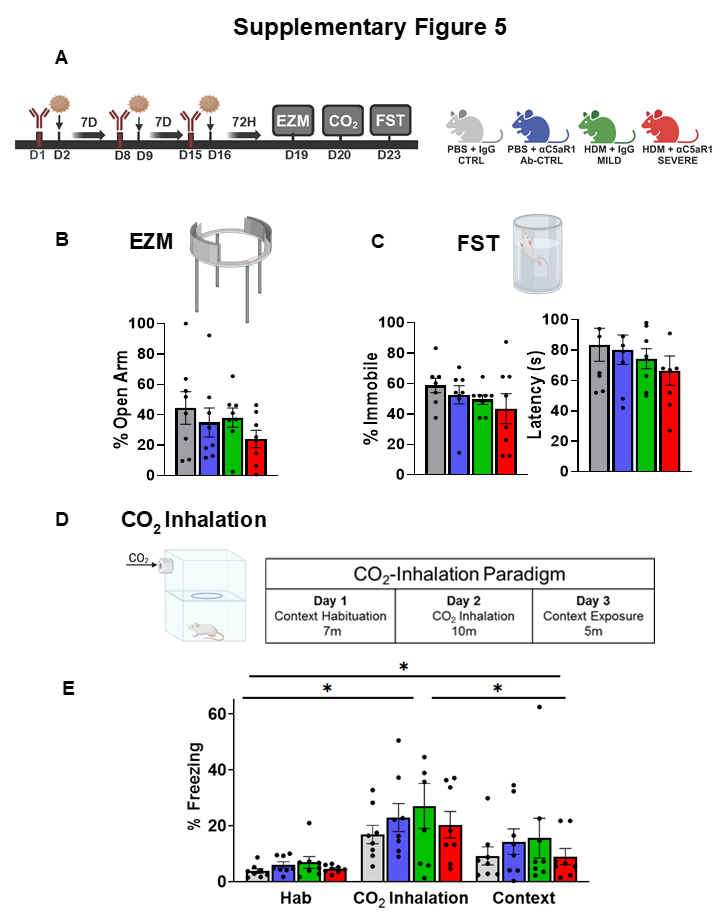 Supplementary Figure 5
A
7D 7D 72H EZM CO2 FST
D1 D2 D8 D9 D15 D16 D19 D20 D23
PBS + IgG PBS + αC5aR1 HDM + IgG HDM + αC5aR1
CTRL Ab-CTRL MILD SEVERE
B EZM
C FST
100
80
60
40
20
0
% Open Arm
100
80
60
40
20
0
% Immobile
100
80
60
40
20
0
Latency (s)
D CO2 Inhalation
CO2
CO2-Inhalation Paradigm
Day 1 Day 2 Day 3
Context Habituation CO2 Inhalation Context Exposure
7m 10m 5m
E
*
* *
60
40
20
0
% Freezing
Hab CO2 Inhalation Context